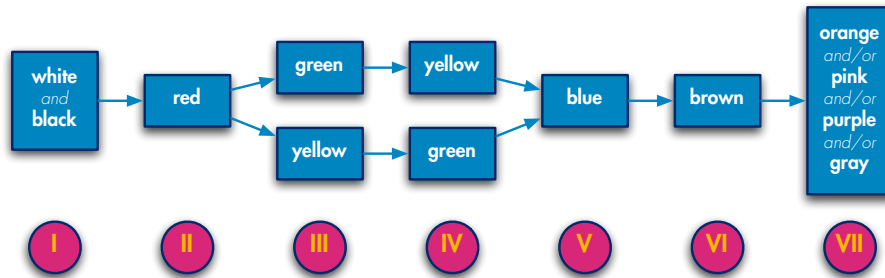 white
and
black
red
green
yellow
yellow
green
blue
brown
orange
and/or
pink
and/or
purple
and/or
gray
I
II
III
IV
V
VI
VII